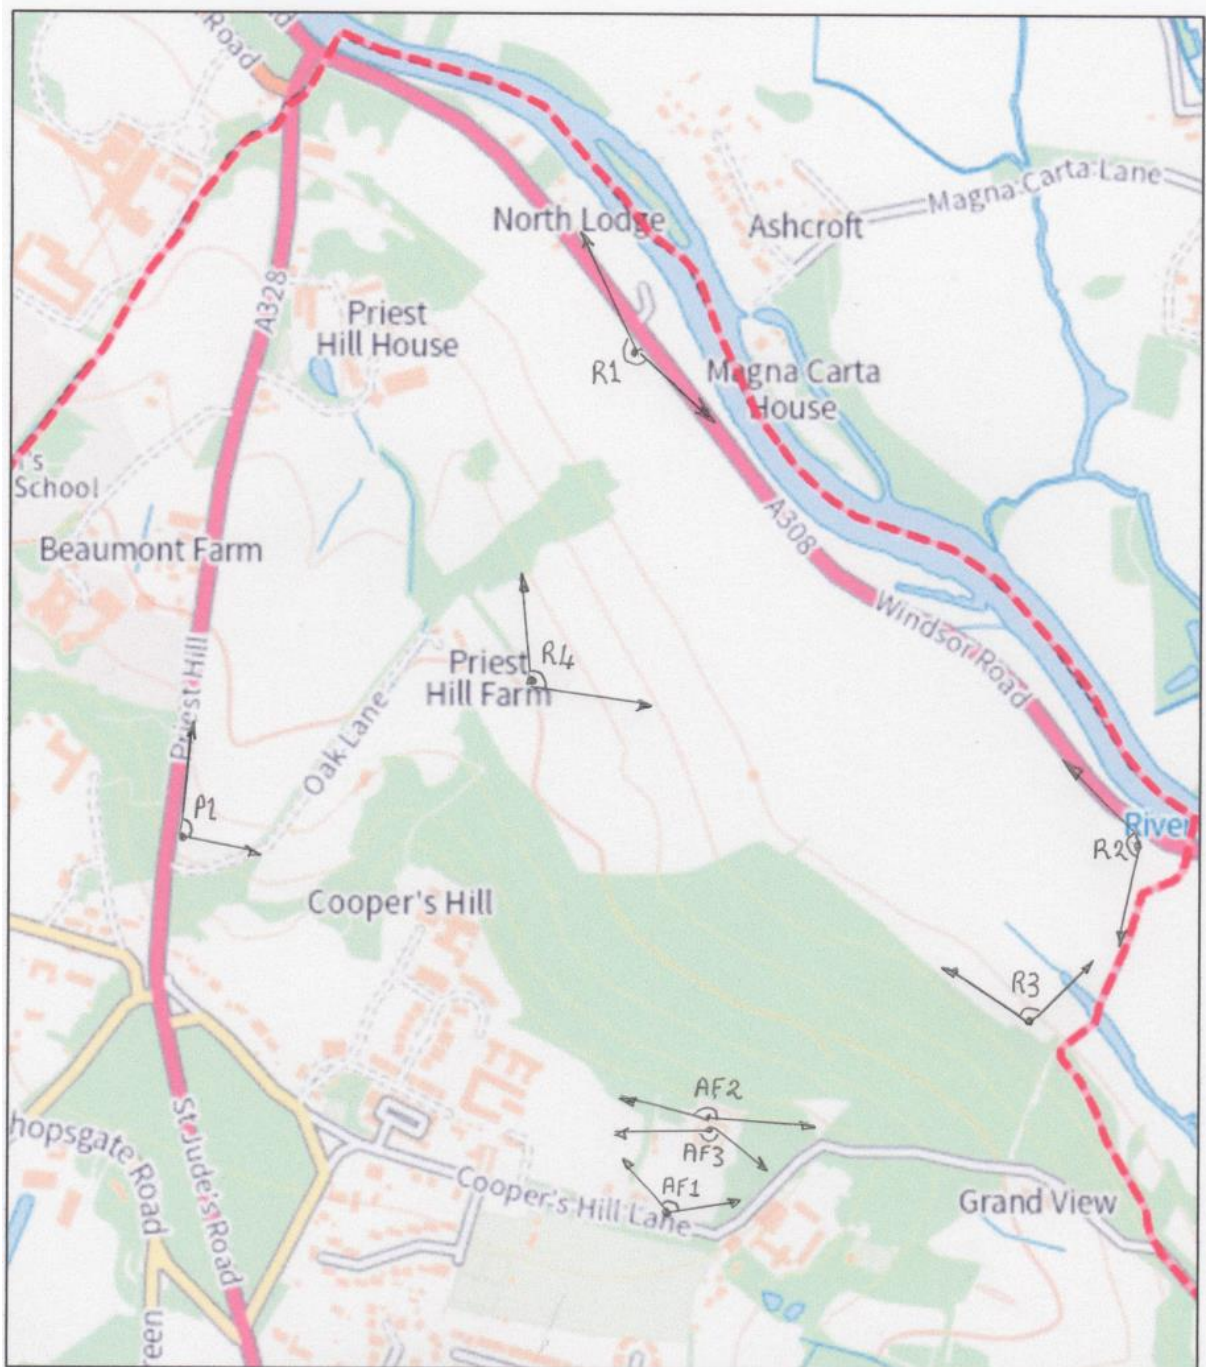 Road
North Lodge
Ashcroft
Magna Carta Lane
A328
Priest
Hill House
R1
Magna Carta
House
School
A308
Beaumont Farm
Windsor Road
Priest Hill
Priest
Hill Farm
R4
Oak Lane
P1
River
R2
Cooper's Hill
R3
AF2
AF3
AF1
St Jude's Road
hopsgate Road
Cooper's Hill Lane
Grand View
een